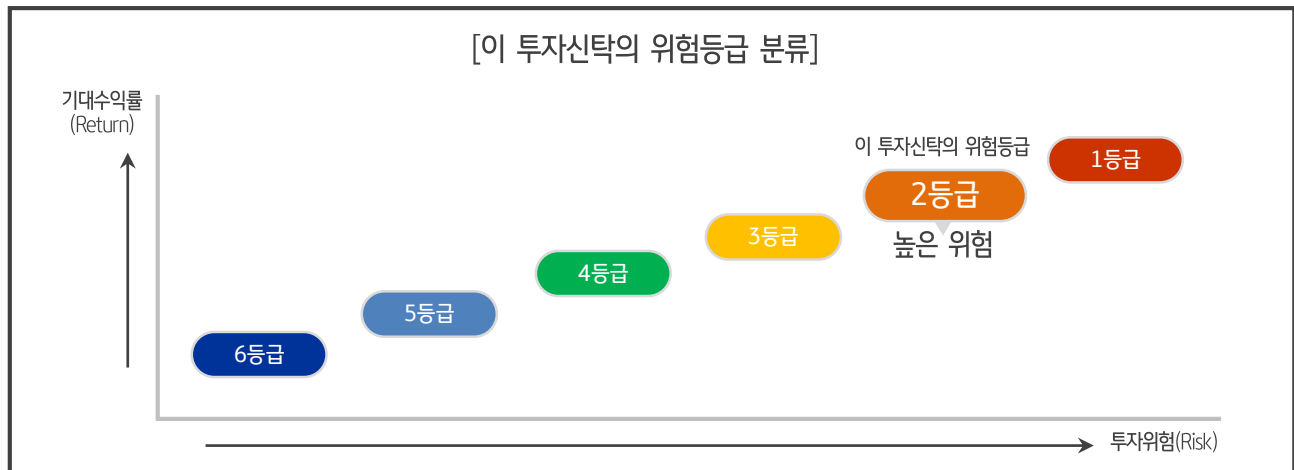 [이 투자신탁의 위험등급 분류]
기대수익률
(Return)
이 투자신탁의 위험등급
1등급
2등급
높은 위험
3등급
4등급
5등급
6등급
투자위험(Risk)